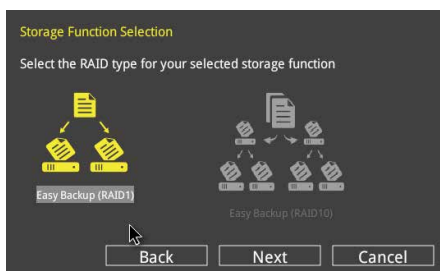 Storage Function Selection
Select the RAID type for your selected storage function
Easy Backup (RAID1)
Easy Backup (RAID10)
Back
Next
Cancel